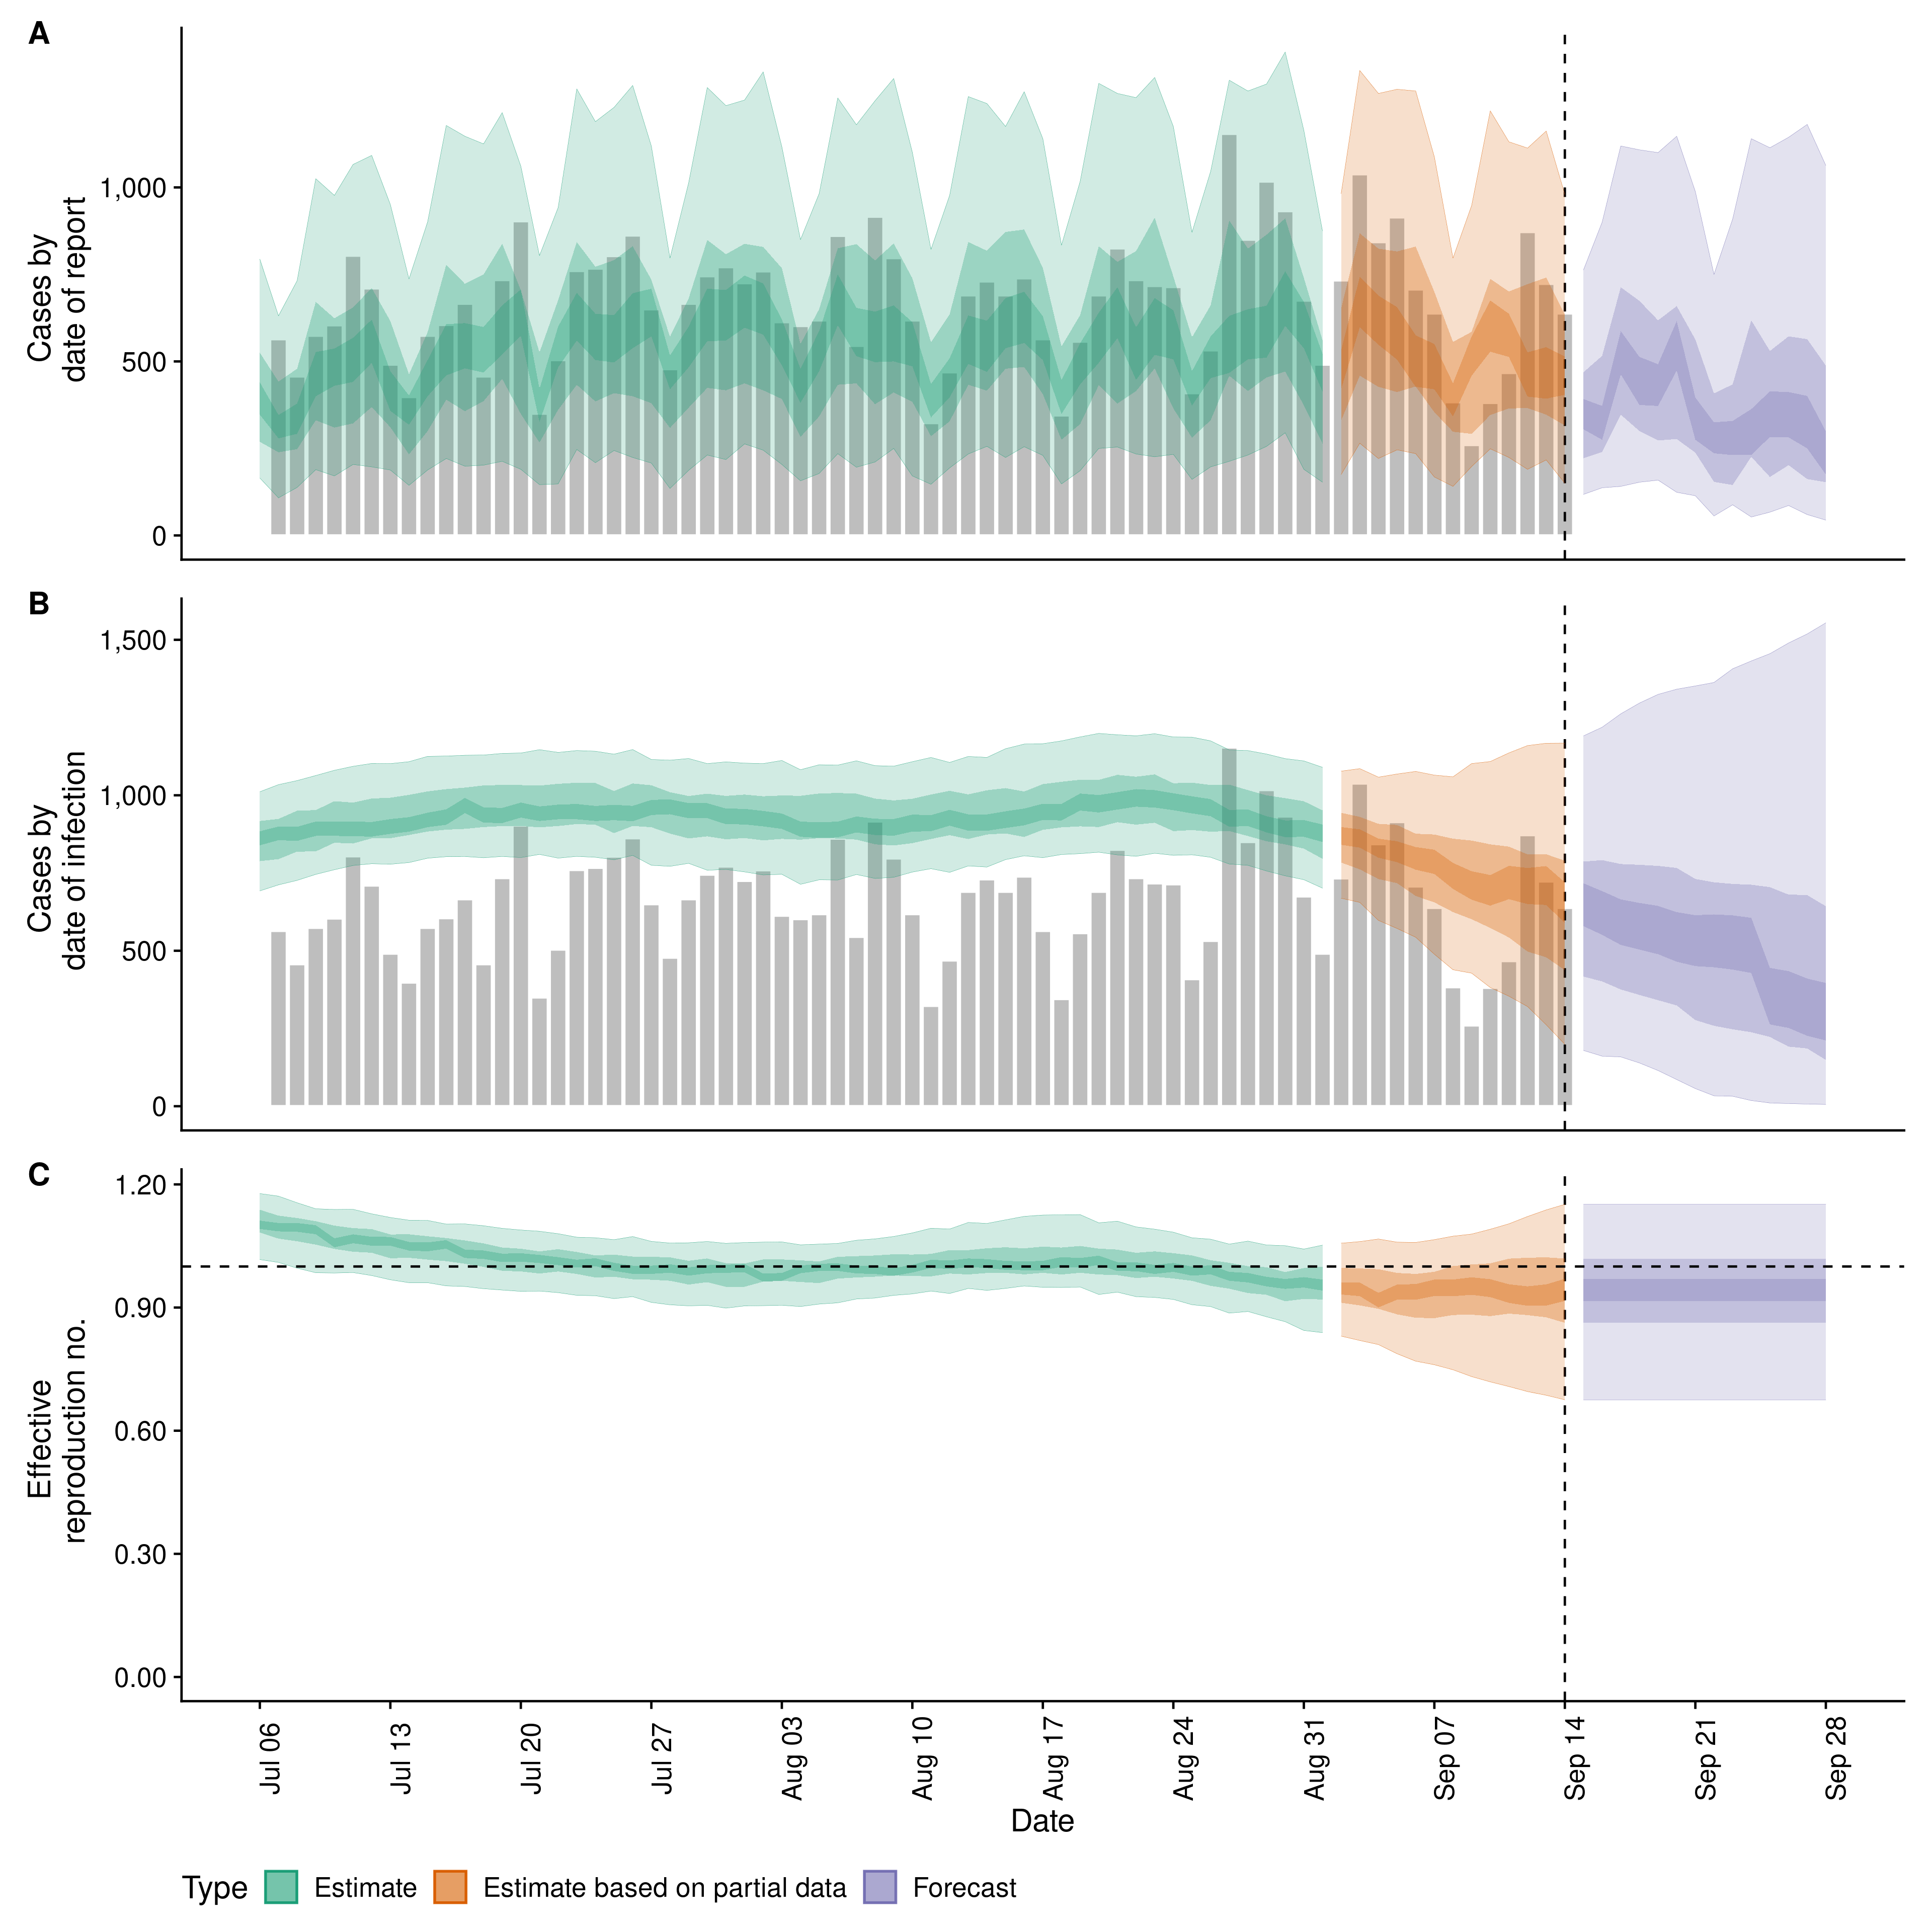 A
Cases by
date of report
1,000
500
0
B
Cases by
date of infection
1,500
1,000
500
0
C
Effective
reproduction no.
1.20
0.90
0.60
0.30
0.00
Jul 06
Jul 13
Jul 20
Jul 27
Aug 03
Aug 10
Aug 17
Aug 24
Aug 31
Sep 07
Sep 14
Sep 21
Sep 28
Date
Type Estimate Estimate based on partial data Forecast